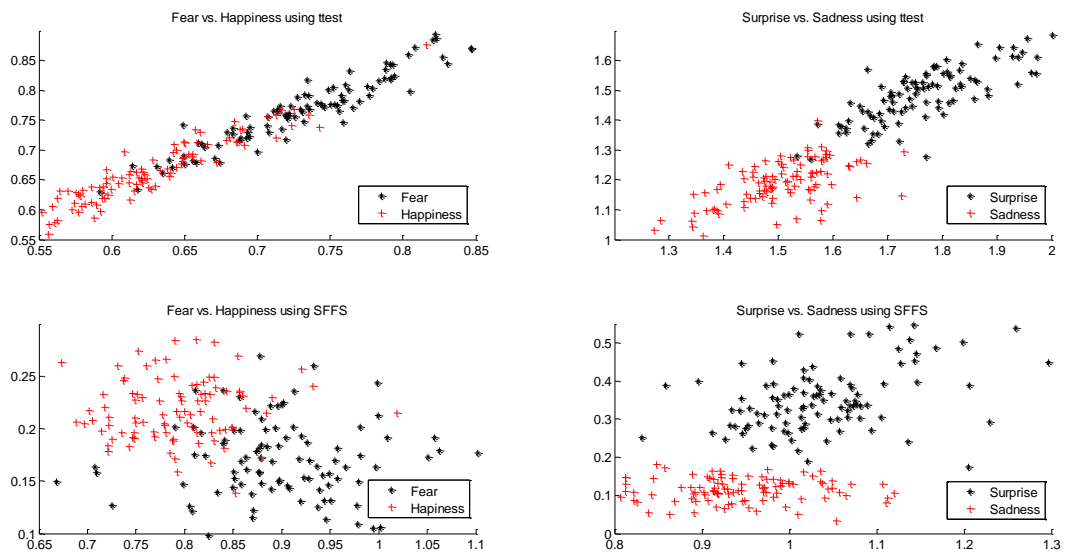 Fear vs. Happiness using ttest
0.85
0.8
0.75
0.7
0.65
0.6
0.55
0.55 0.6 0.65 0.7 0.75 0.8 0.85
Fear
Happiness
Surprise vs. Sadness using ttest
1.6
1.5
1.4
1.3
1.2
1.1
1
1.3 1.4 1.5 1.6 1.7 1.8 1.9 2
Surprise
Sadness
Fear vs. Happiness using SFFS
0.25
0.2
0.15
0.1
0.65 0.7 0.75 0.8 0.85 0.9 0.95 1 1.05 1.1
Fear
Hapiness
Surprise vs. Sadness using SFFS
0.5
0.4
0.3
0.2
0.1
0
0.8 0.9 1 1.1 1.2 1.3
Surprise
Sadness